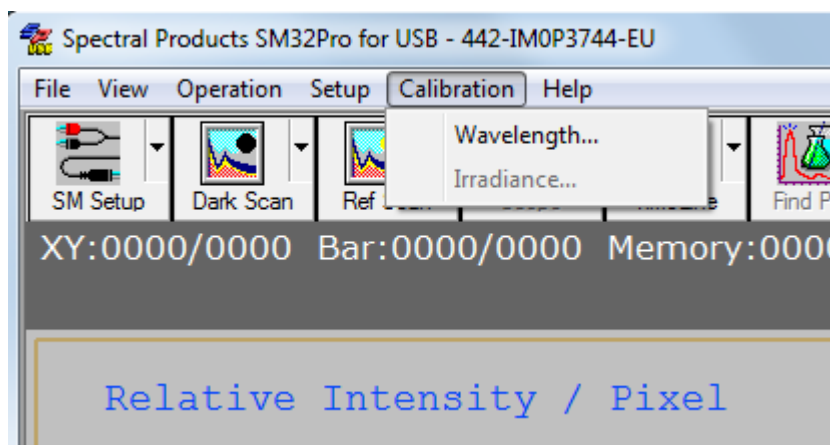 Spectral Products SM32Pro for USB - 442-IM0P3744-EU
File View Operation Setup Calibration Help
Wavelength...
Irradiance...
SM Setup Dark Scan Ref Find
XY:0000/0000 Bar:0000/0000 Memory:000
Relative Intensity / Pixel